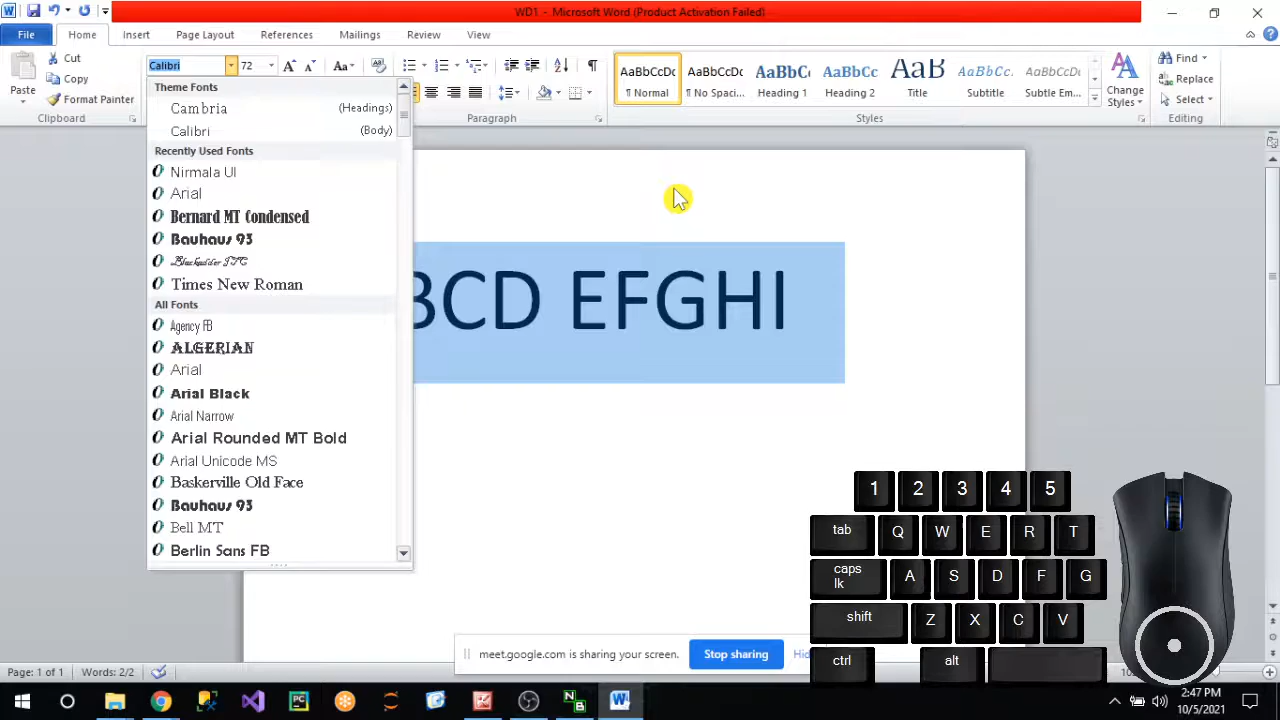 WD1 - Microsoft Word (Product Activation Failed)
File Home Insert Page Layout References Mailings Review View
Cut
Copy
Format Painter
Paste
Clipboard
Calibri 72
Aa
Theme Fonts
Cambria (Headings)
Calibri (Body)
Recently Used Fonts
Nirmala UI
Arial
Bernard MT Condensed
Bauhaus 93
Blackadder ITC
Times New Roman
All Fonts
Agency FB
ALGERIAN
Arial
Arial Black
Arial Narrow
Arial Rounded MT Bold
Arial Unicode MS
Baskerville Old Face
Bauhaus 93
Bell MT
Berlin Sans FB
Paragraph
AaBbCcDc AaBbCcDc AaBbC AaBbCc AaB AaBbCcL AaBbCcDc
¶ Normal ¶ No Spaci... Heading 1 Heading 2 Title Subtitle Subtle Em...
Change
Styles
Styles
Find
Replace
Select
Editing
BCD EFGHI
1 2 3 4 5
tab Q W E R T
caps
lk A S D F G
shift Z X C V
ctrl alt
meet.google.com is sharing your screen. Stop sharing
Page: 1 of 1 Words: 2/2
2:47 PM
10/5/2021